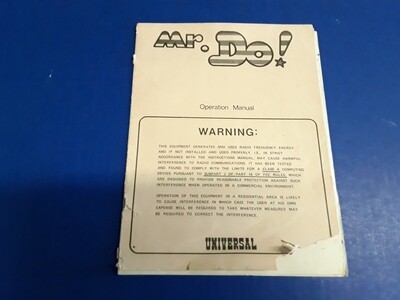 Mr. Do!
Operation Manual
WARNING:
THIS EQUIPMENT GENERATES AND USES RADIO FREQUENCY ENERGY
AND IF NOT INSTALLED AND USED PROPERLY, I.E., IN STRICT
ACCORDANCE WITH THE INSTRUCTIONS MANUAL, MAY CAUSE HARMFUL
INTERFERENCE TO RADIO COMMUNICATIONS. IT HAS BEEN TESTED
AND FOUND TO COMPLY WITH THE LIMITS FOR A CLASS A COMPUTING
DEVICE PURSUANT TO SUBPART J OF PART 15 OF FCC RULES, WHICH
ARE DESIGNED TO PROVIDE REASONABLE PROTECTION AGAINST SUCH
INTERFERENCE WHEN OPERATED IN A COMMERCIAL ENVIRONMENT.
OPERATION OF THIS EQUIPMENT IN A RESIDENTIAL AREA IS LIKELY
TO CAUSE INTERFERENCE IN WHICH CASE THE USER AT HIS OWN
EXPENSE WILL BE REQUIRED TO TAKE WHATEVER MEASURES MAY
BE REQUIRED TO CORRECT THE INTERFERENCE.
UNIVERSAL